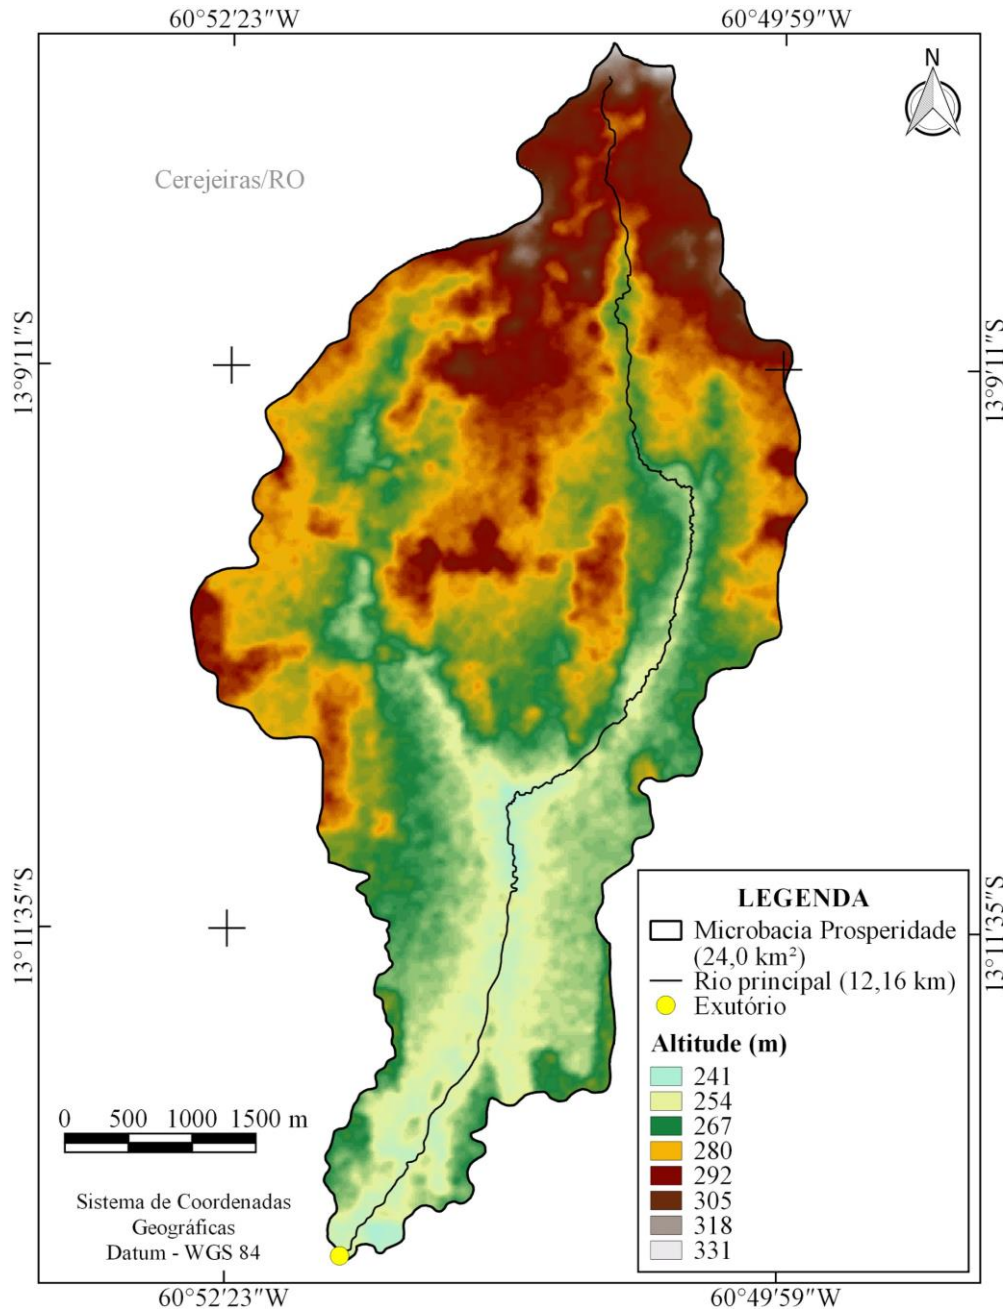 60°52'23"W
60°49'59"W
N
Cerejeiras/RO
13°9'11"S
13°9'11"S
13°11'35"S
13°11'35"S
LEGENDA
Microbacia Prosperidade
(24,0 km²)
Rio principal (12,16 km)
Exutório
Altitude (m)
241
254
267
280
292
305
318
331
0 500 1000 1500 m
Sistema de Coordenadas
Geográficas
Datum - WGS 84
60°52'23"W
60°49'59"W